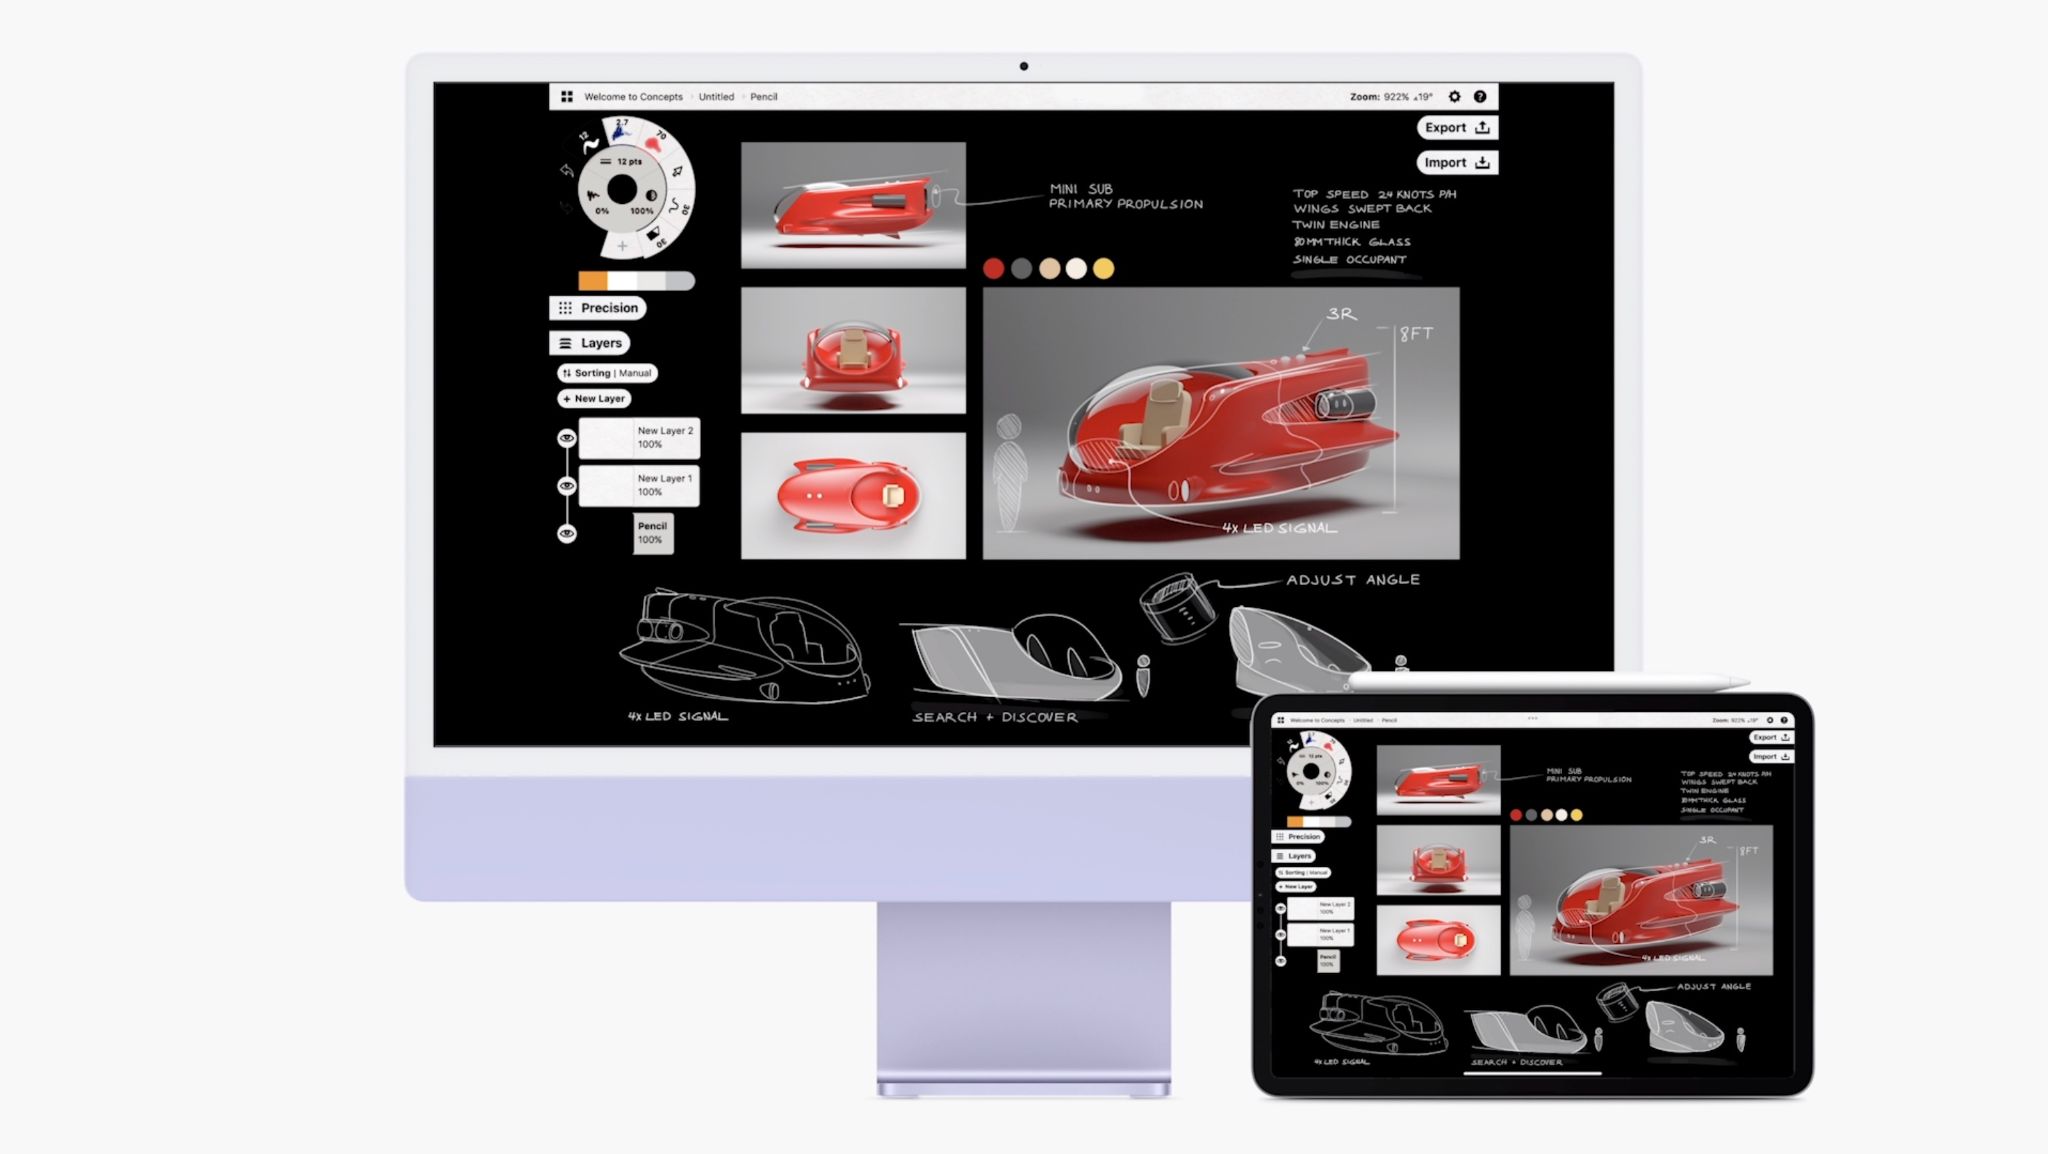 Welcome to Concepts Untitled Pencil
Zoom: 922% 19°
Export
Import
12
2.7
70
12 pts
0% 100%
30
30
+
Precision
Layers
Sorting | Manual
+ New Layer
New Layer 2
100%
New Layer 1
100%
Pencil
100%
MINI SUB
PRIMARY PROPULSION
TOP SPEED 24 KNOTS P/H
WINGS SWEPT BACK
TWIN ENGINE
80MM THICK GLASS
SINGLE OCCUPANT
3R
8FT
4x LED SIGNAL
ADJUST ANGLE
4x LED SIGNAL
SEARCH + DISCOVER
Welcome to Concepts Untitled Pencil
Zoom: 922% 19°
Export
Import
12 pts
0% 100%
Precision
Layers
Sorting | Manual
+ New Layer
New Layer 2
100%
New Layer 1
100%
Pencil
100%
MINI SUB
PRIMARY PROPULSION
TOP SPEED 24 KNOTS P/H
WINGS SWEPT BACK
TWIN ENGINE
80MM THICK GLASS
SINGLE OCCUPANT
3R
8FT
4x LED SIGNAL
ADJUST ANGLE
4x LED SIGNAL
SEARCH + DISCOVER